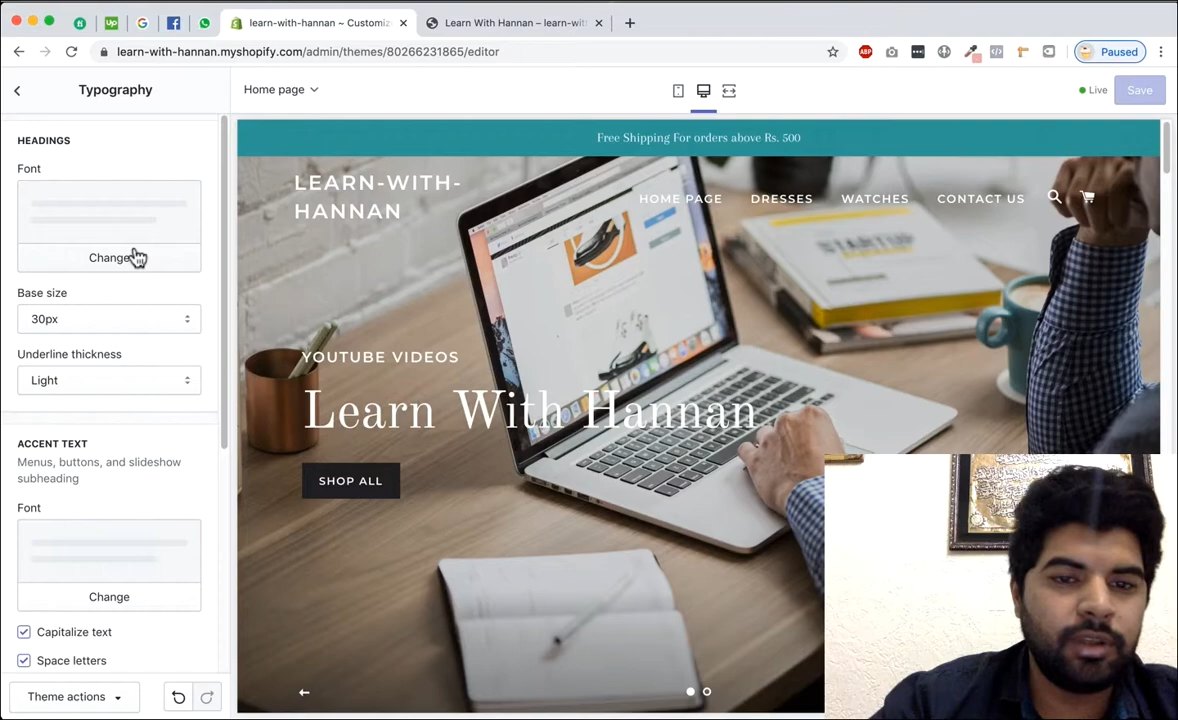 learn-with-hannan ~ Customiz
Learn With Hannan – learn-wit
learn-with-hannan.myshopify.com/admin/themes/80266231865/editor
ABP
Paused
Typography
Home page
Live
Save
HEADINGS
Font
Change
Base size
30px
Underline thickness
Light
ACCENT TEXT
Menus, buttons, and slideshow
subheading
Font
Change
Capitalize text
Space letters
Theme actions
Free Shipping For orders above Rs. 500
LEARN-WITH-
HANNAN
HOME PAGE
DRESSES
WATCHES
CONTACT US
STARTUP
YOUTUBE VIDEOS
Learn With Hannan
SHOP ALL